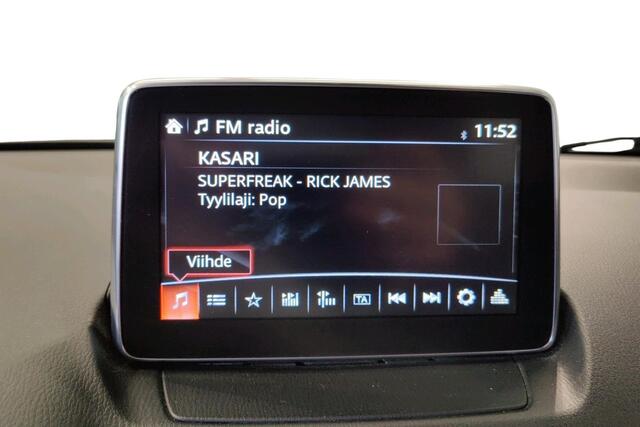 FM radio
11:52
KASARI
SUPERFREAK - RICK JAMES
Tyylilaji: Pop
Viihde
TA